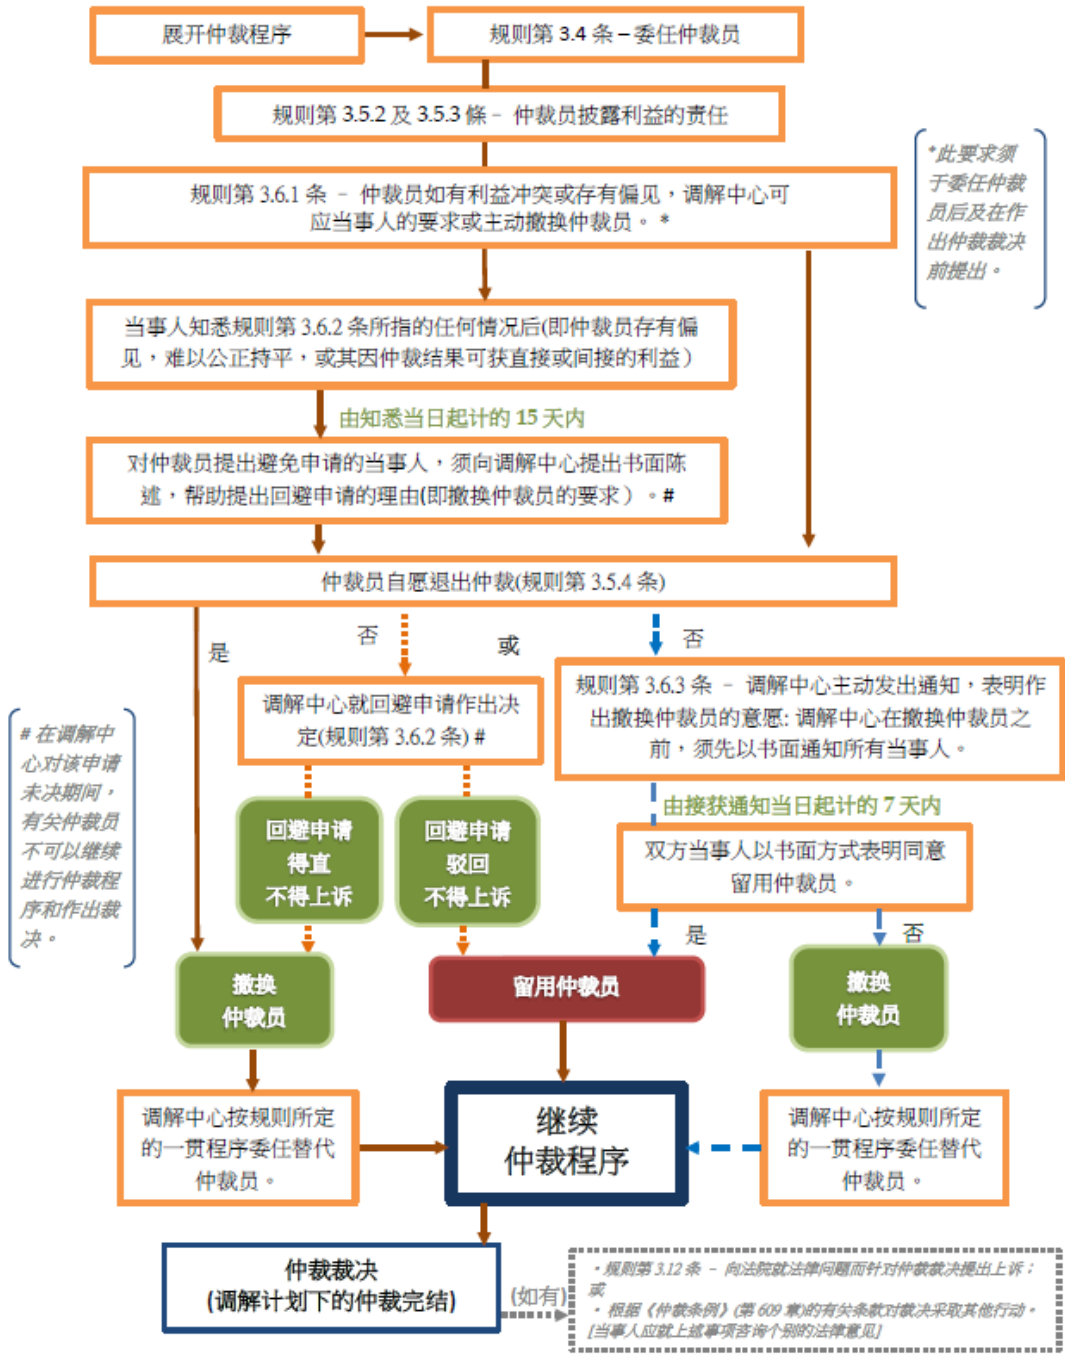 展开仲裁程序
规则第 3.4 条 – 委任仲裁员
规则第 3.5.2 及 3.5.3 條 - 仲裁员披露利益的责任
规则第 3.6.1 条 - 仲裁员如有利益冲突或存有偏见，调解中心可
应当事人的要求或主动撤换仲裁员。 *
*此要求须
于委任仲裁
员后及在作
出仲裁裁决
前提出。
当事人知悉规则第 3.6.2 条所指的任何情况后(即仲裁员存有偏
见，难以公正持平，或其因仲裁结果可获直接或间接的利益）
由知悉当日起计的 15 天内
对仲裁员提出避免申请的当事人，须向调解中心提出书面陈
述，帮助提出回避申请的理由(即撤换仲裁员的要求）。#
仲裁员自愿退出仲裁(规则第 3.5.4 条)
是
否
或
否
调解中心就回避申请作出决
定(规则第 3.6.2 条) #
规则第 3.6.3 条 - 调解中心主动发出通知，表明作
出撤换仲裁员的意愿: 调解中心在撤换仲裁员之
前，须先以书面通知所有当事人。
# 在调解中
心对该申请
未决期间，
有关仲裁员
不可以继续
进行仲裁程
序和作出裁
决。
回避申请
得直
不得上诉
回避申请
驳回
不得上诉
由接获通知当日起计的 7 天内
双方当事人以书面方式表明同意
留用仲裁员。
是
否
撤换
仲裁员
留用仲裁员
撤换
仲裁员
调解中心按规则所定
的一贯程序委任替代
仲裁员。
继续
仲裁程序
调解中心按规则所定
的一贯程序委任替代
仲裁员。
仲裁裁决
(调解计划下的仲裁完结)
(如有)
・规则第 3.12 条 - 向法院就法律问题而针对仲裁裁决提出上诉；
或
・根据《仲裁条例》(第 609 章)的有关条款对裁决采取其他行动。
[当事人应就上述事项咨询个别的法律意见]